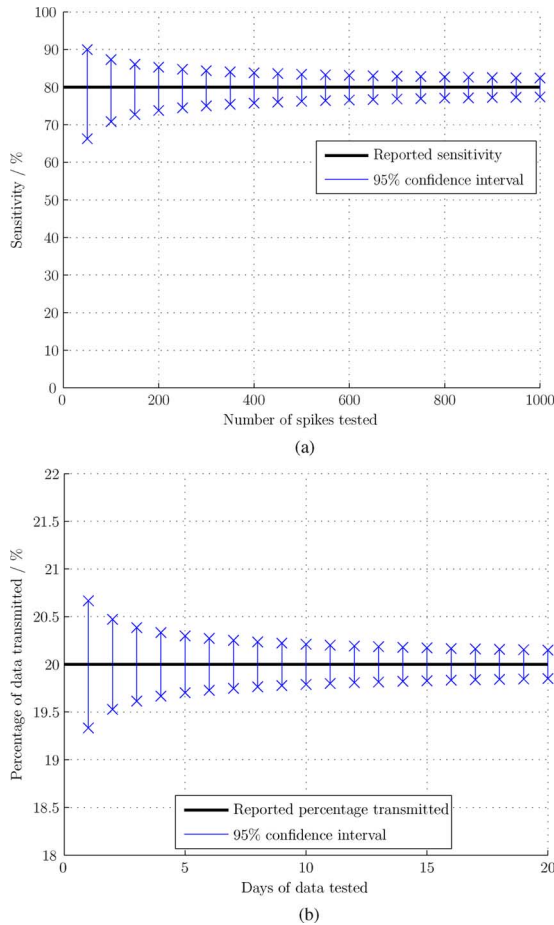 100
90
80
70
60
50
40
30
20
10
0
Sensitivity / %
Reported sensitivity
95% confidence interval
0 200 400 600 800 1000
Number of spikes tested
(a)
22
21.5
21
20.5
20
19.5
19
18.5
18
Percentage of data transmitted / %
Reported percentage transmitted
95% confidence interval
0 5 10 15 20
Days of data tested
(b)